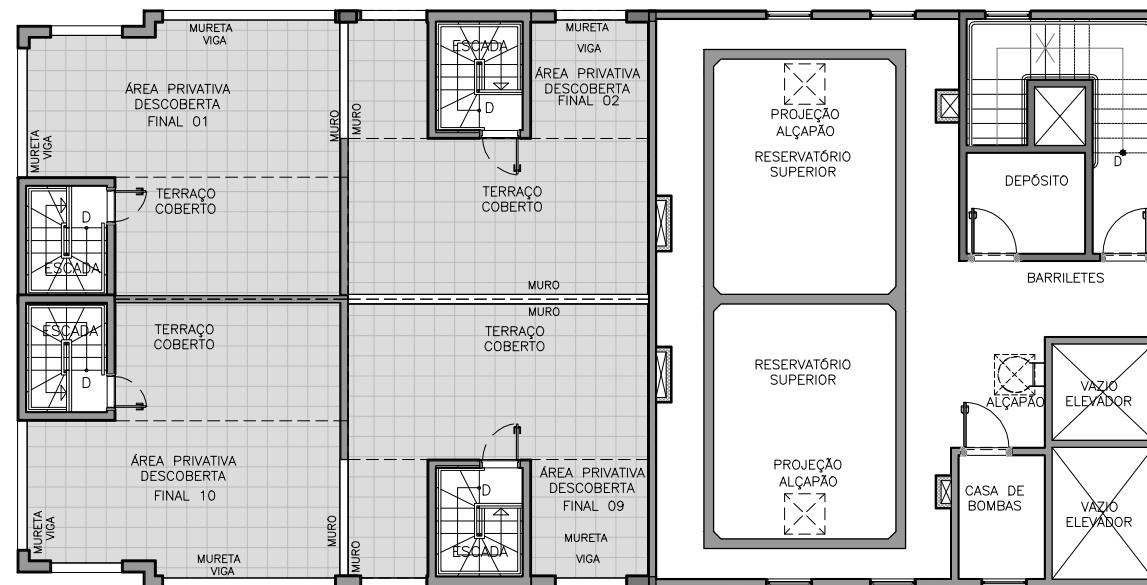 MURETA
VIGA
ÁREA PRIVATIVA
DESCOBERTA
FINAL 01
MURETA
VIGA
MURO
MURO
ESCADA
D
MURETA
VIGA
ÁREA PRIVATIVA
DESCOBERTA
FINAL 02
TERRAÇO
COBERTO
TERRAÇO
COBERTO
D
ESCADA
MURO
MURO
ESCADA
D
TERRAÇO
COBERTO
TERRAÇO
COBERTO
ÁREA PRIVATIVA
DESCOBERTA
FINAL 10
MURETA
VIGA
MURETA
VIGA
MURO
MURO
D
ESCADA
ÁREA PRIVATIVA
DESCOBERTA
FINAL 09
MURETA
VIGA
PROJEÇÃO
ALÇAPÃO
RESERVATÓRIO
SUPERIOR
RESERVATÓRIO
SUPERIOR
PROJEÇÃO
ALÇAPÃO
D
DEPÓSITO
BARRILETES
ALÇAPÃO
VAZIO
ELEVADOR
CASA DE
BOMBAS
VAZIO
ELEVADOR